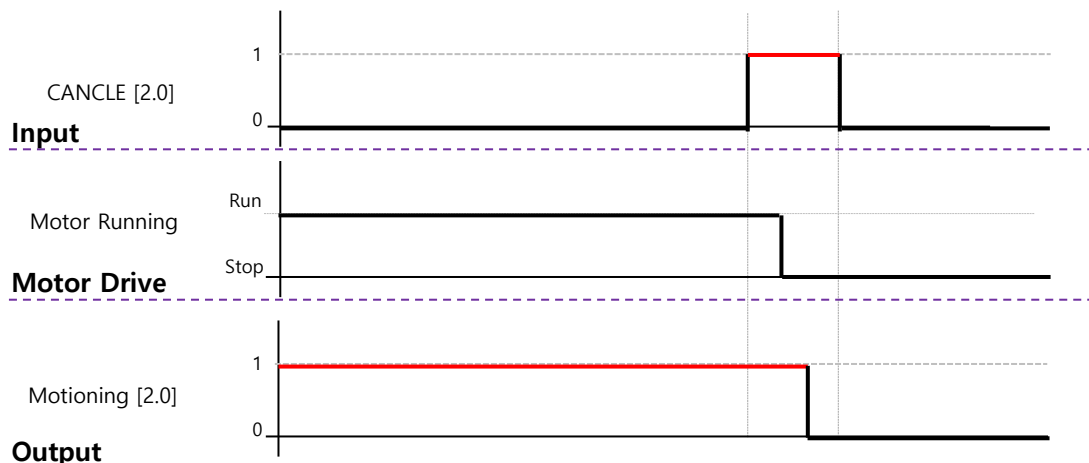 1
CANCLE [2.0]
0
Input
Run
Motor Running
Stop
Motor Drive
1
Motioning [2.0]
0
Output